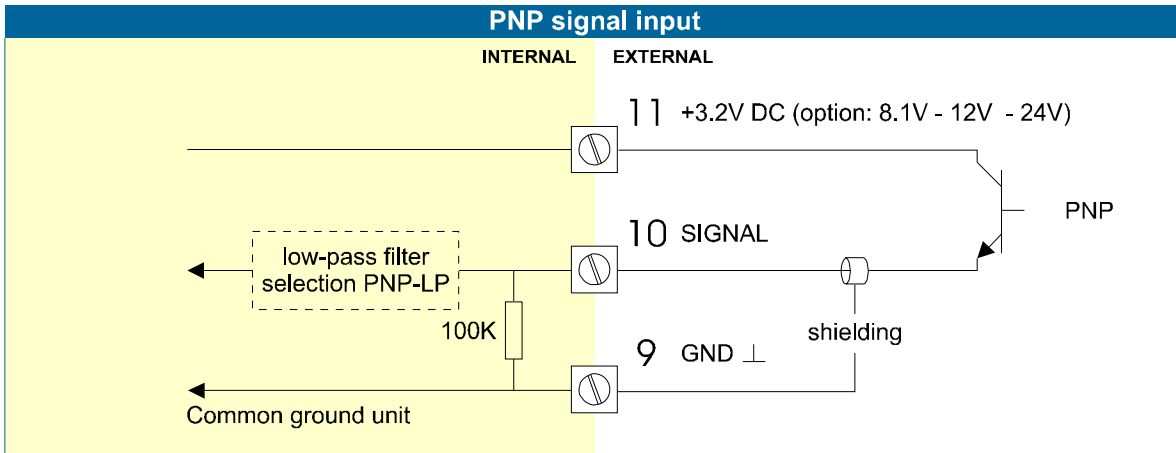 PNP signal input
INTERNAL EXTERNAL
11 +3.2V DC (option: 8.1V - 12V - 24V)
PNP
10 SIGNAL
low-pass filter
selection PNP-LP
100K
shielding
9 GND ⊥
Common ground unit